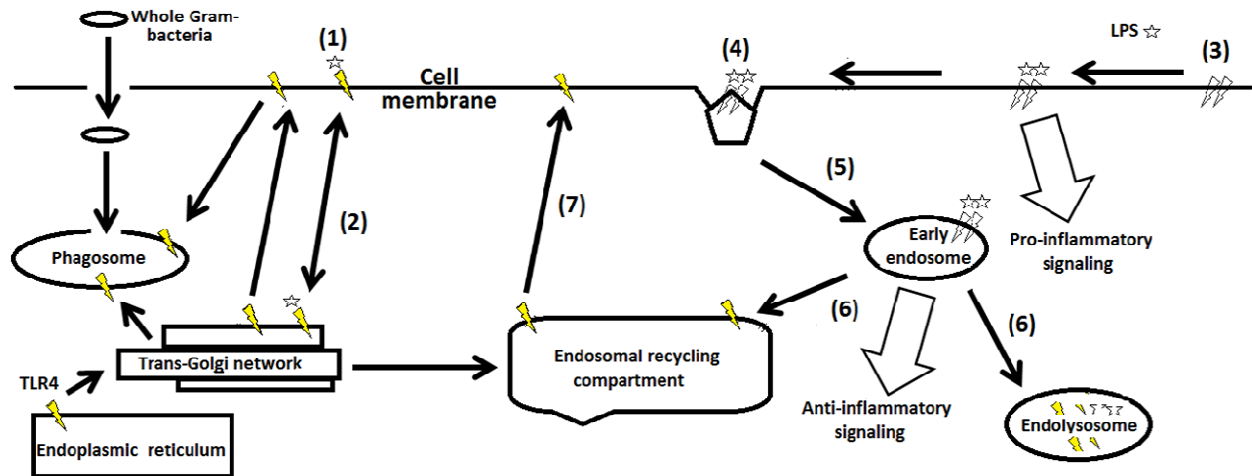 Whole Gram-
bacteria
(1)
Cell
membrane
(4)
LPS
(3)
(2)
(7)
(5)
Phagosome
Early
endosome
Pro-inflammatory
signaling
(6)
(6)
Trans-Golgi network
Endosomal recycling
compartment
TLR4
Endoplasmic reticulum
Anti-inflammatory
signaling
Endolysosome